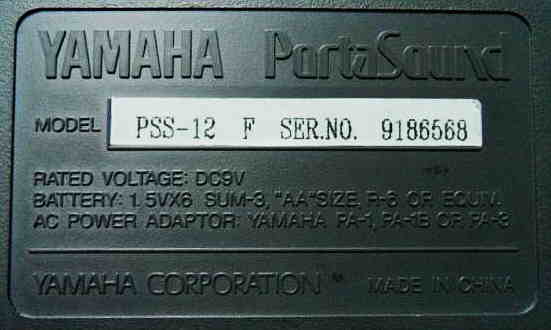 YAMAHA PortaSound
MODEL PSS-12 F SER.NO. 9186568
RATED VOLTAGE: DC9V
BATTERY: 1.5VX6 SUM-3, "AA"SIZE, R-6 OR EQUIV.
AC POWER ADAPTOR: YAMAHA PA-1, PA-1B OR PA-3
YAMAHA CORPORATION MADE IN CHINA